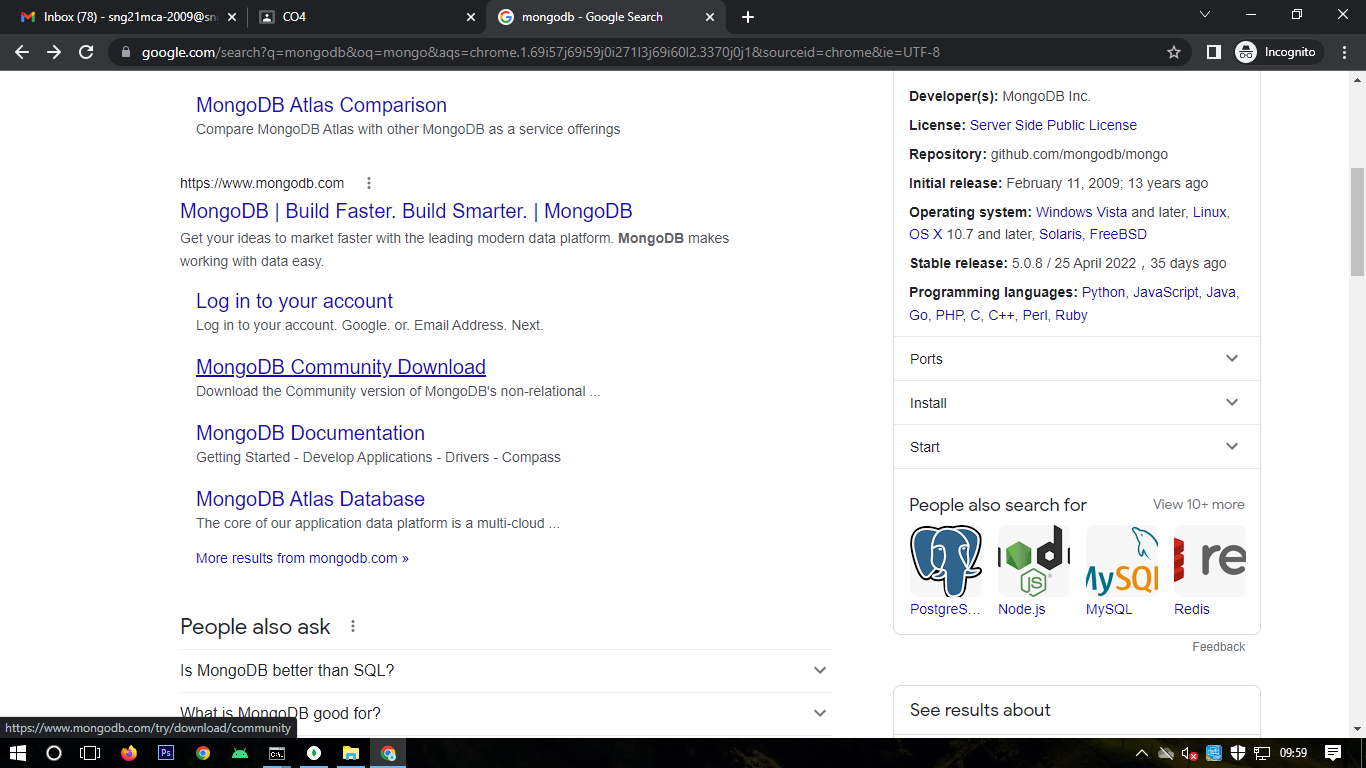 Inbox (78) - sng21mca-2009@sn
CO4
mongodb - Google Search
google.com/search?q=mongodb&oq=mongo&aqs=chrome.1.69i57j69i59j0i271l3j69i60l2.3370j0j1&sourceid=chrome&ie=UTF-8
Incognito
MongoDB Atlas Comparison
Compare MongoDB Atlas with other MongoDB as a service offerings
https://www.mongodb.com
MongoDB | Build Faster. Build Smarter. | MongoDB
Get your ideas to market faster with the leading modern data platform. MongoDB makes
working with data easy.
Log in to your account
Log in to your account. Google. or. Email Address. Next.
MongoDB Community Download
Download the Community version of MongoDB's non-relational ...
MongoDB Documentation
Getting Started - Develop Applications - Drivers - Compass
MongoDB Atlas Database
The core of our application data platform is a multi-cloud ...
More results from mongodb.com »
People also ask
Is MongoDB better than SQL?
What is MongoDB good for?
Developer(s): MongoDB Inc.
License: Server Side Public License
Repository: github.com/mongodb/mongo
Initial release: February 11, 2009; 13 years ago
Operating system: Windows Vista and later, Linux,
OS X 10.7 and later, Solaris, FreeBSD
Stable release: 5.0.8 / 25 April 2022 , 35 days ago
Programming languages: Python, JavaScript, Java,
Go, PHP, C, C++, Perl, Ruby
Ports
Install
Start
People also search for
View 10+ more
PostgreS...
Node.js
MySQL
Redis
Feedback
See results about
https://www.mongodb.com/try/download/community
Ps
09:59